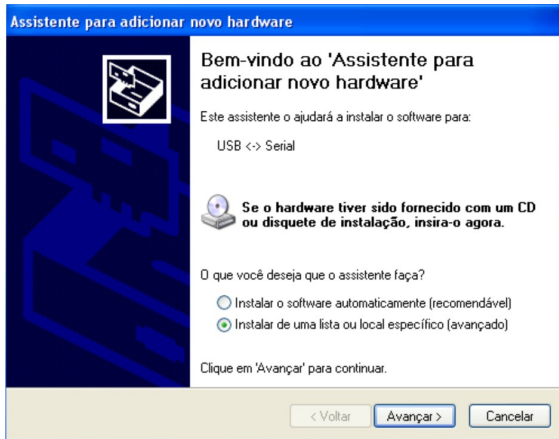 Assistente para adicionar novo hardware
Bem-vindo ao 'Assistente para
adicionar novo hardware'
Este assistente o ajudará a instalar o software para:
USB <-> Serial
Se o hardware tiver sido fornecido com um CD
ou disquete de instalação, insira-o agora.
O que você deseja que o assistente faça?
Instalar o software automaticamente (recomendável)
Instalar de uma lista ou local específico (avançado)
Clique em 'Avançar' para continuar.
< Voltar
Avançar >
Cancelar